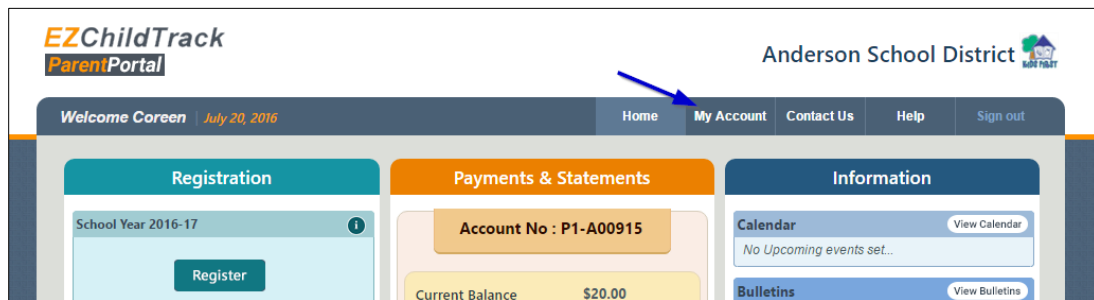 EZChildTrack
ParentPortal
Anderson School District
KIDS FIRST
Welcome Coreen | July 20, 2016
Home
My Account
Contact Us
Help
Sign out
Registration
School Year 2016-17
i
Register
Payments & Statements
Account No : P1-A00915
Current Balance $20.00
Information
Calendar
View Calendar
No Upcoming events set...
Bulletins
View Bulletins